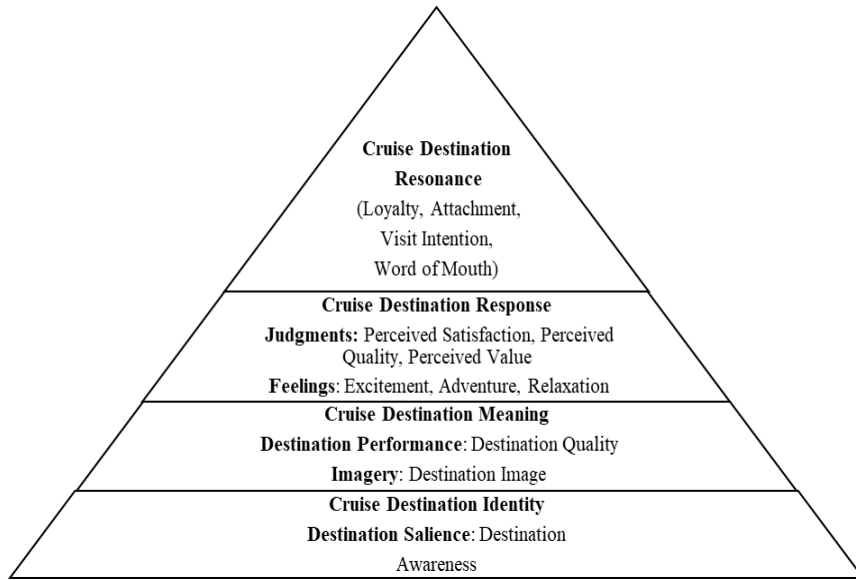 Cruise Destination
Resonance
(Loyalty, Attachment,
Visit Intention,
Word of Mouth)
Cruise Destination Response
Judgments: Perceived Satisfaction, Perceived
Quality, Perceived Value
Feelings: Excitement, Adventure, Relaxation
Cruise Destination Meaning
Destination Performance: Destination Quality
Imagery: Destination Image
Cruise Destination Identity
Destination Salience: Destination
Awareness